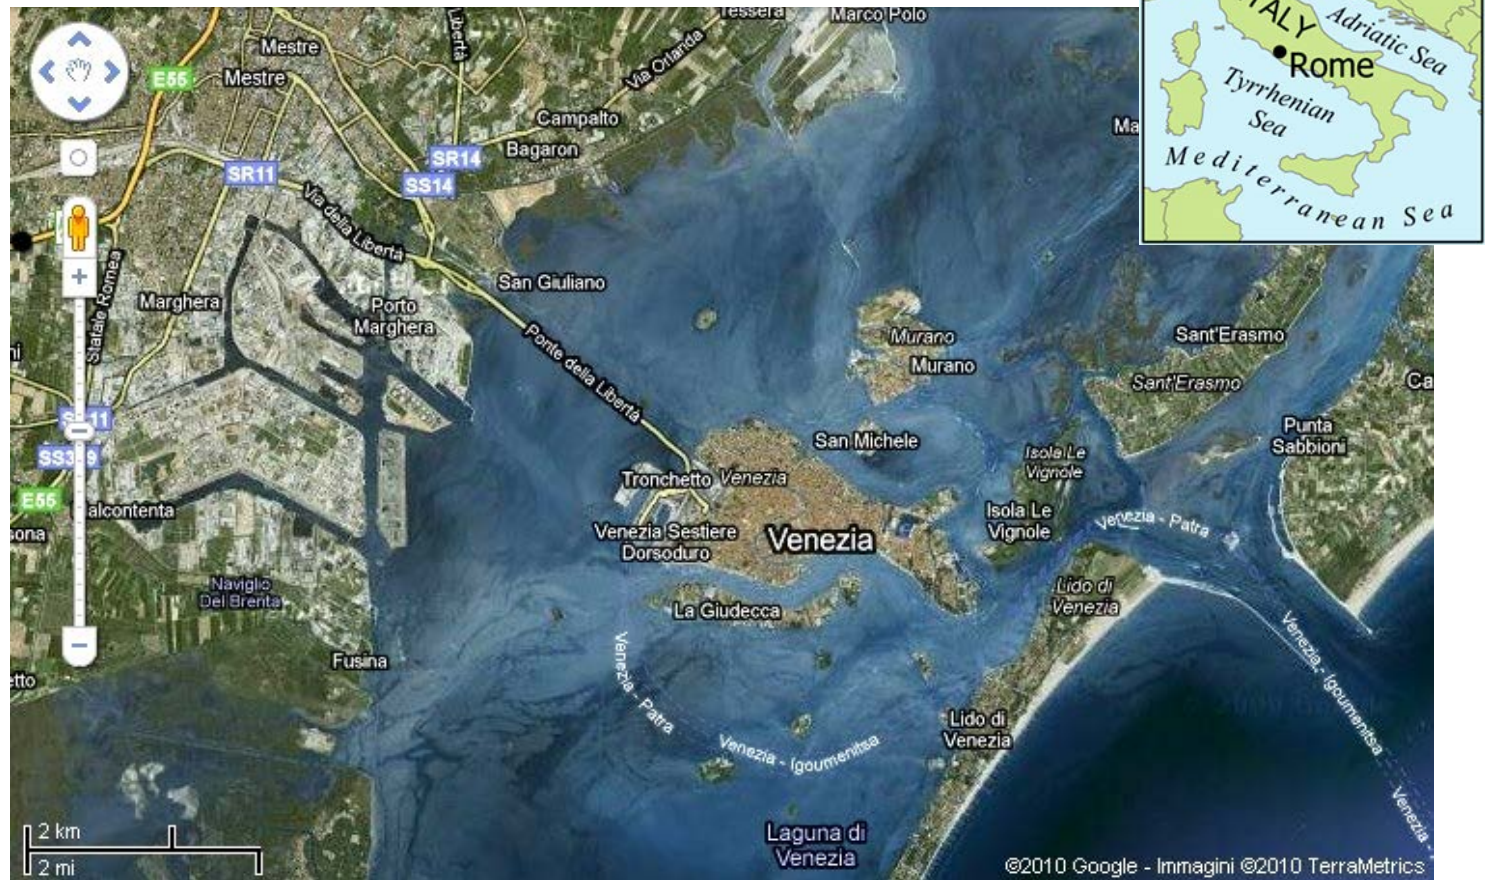 Tessera
Marco Polo
Libertà
Mestre
Mestre
E55
Via Orlanda
Campalto
Bagaron
SR14
SS14
SR11
Via della Libertà
San Giuliano
Statale Romea
Marghera
Porto
Marghera
Ponte della Libertà
Murano
Murano
Sant'Erasmo
Sant'Erasmo
Punta
Sabbioni
San Michele
Isola Le
Vignole
Isola Le
Vignole
Tronchetto
Venezia
Venezia Sestiere
Dorsoduro
Venezia
Venezia - Patra
E55
Malcontenta
Naviglio
Del Brenta
La Giudecca
Lido di
Venezia
Fusina
Venezia - Patra
Venezia - Igoumenitsa
Venezia - Igoumenitsa
Lido di
Venezia
Venezia -
Laguna di
Venezia
2 km
2 mi
©2010 Google - Immagini ©2010 TerraMetrics
ITALY
Adriatic Sea
Rome
Tyrrhenian
Sea
Mediterranean Sea